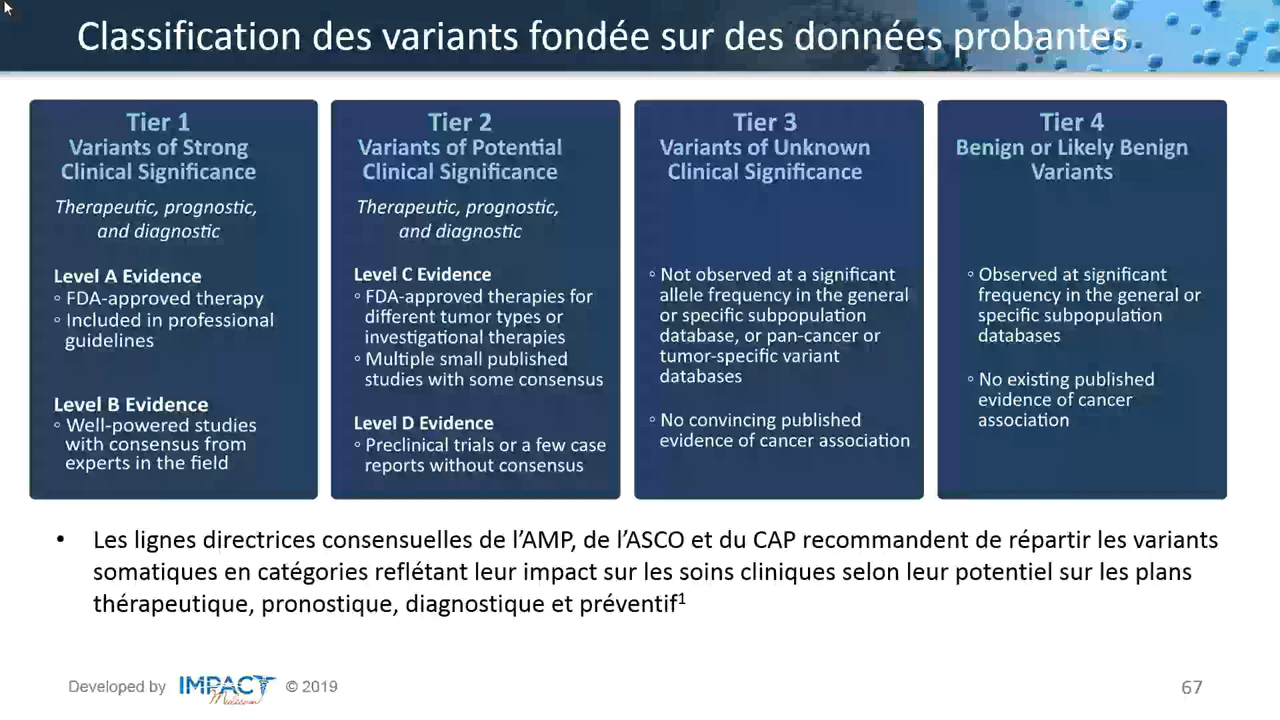 Classification des variants fondée sur des données probantes
Tier 1
Variants of Strong
Clinical Significance
Therapeutic, prognostic,
and diagnostic
Level A Evidence
◦ FDA-approved therapy
◦ Included in professional
guidelines
Level B Evidence
◦ Well-powered studies
with consensus from
experts in the field
Tier 2
Variants of Potential
Clinical Significance
Therapeutic, prognostic,
and diagnostic
Level C Evidence
◦ FDA-approved therapies for
different tumor types or
investigational therapies
◦ Multiple small published
studies with some consensus
Level D Evidence
◦ Preclinical trials or a few case
reports without consensus
Tier 3
Variants of Unknown
Clinical Significance
◦ Not observed at a significant
allele frequency in the general
or specific subpopulation
database, or pan-cancer or
tumor-specific variant
databases
◦ No convincing published
evidence of cancer association
Tier 4
Benign or Likely Benign
Variants
◦ Observed at significant
frequency in the general or
specific subpopulation
databases
◦ No existing published
evidence of cancer
association
• Les lignes directrices consensuelles de l’AMP, de l’ASCO et du CAP recommandent de répartir les variants
somatiques en catégories reflétant leur impact sur les soins cliniques selon leur potentiel sur les plans
thérapeutique, pronostique, diagnostique et préventif¹
Developed by IMPACT Medicom © 2019
67